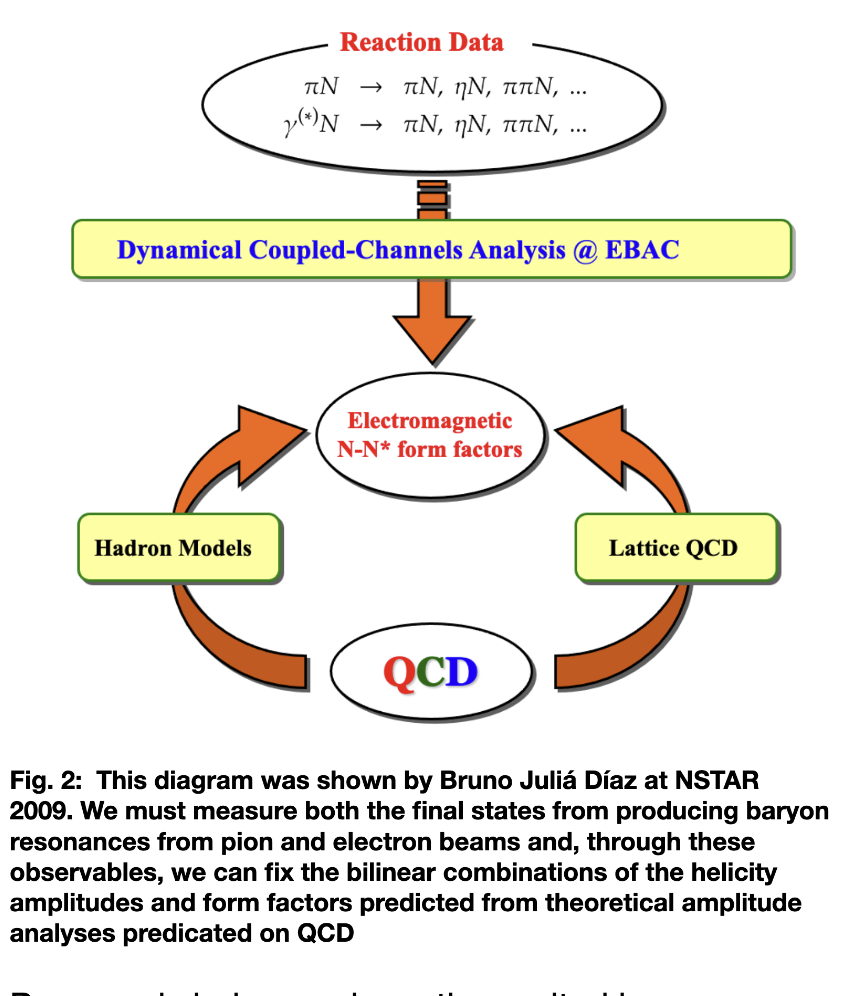 Reaction Data
πN → πN, ηN, ππN, ...
γ(*)N → πN, ηN, ππN, ...
Dynamical Coupled-Channels Analysis @ EBAC
Electromagnetic
N-N* form factors
Hadron Models
Lattice QCD
QCD
Fig. 2: This diagram was shown by Bruno Juliá Díaz at NSTAR
2009. We must measure both the final states from producing baryon
resonances from pion and electron beams and, through these
observables, we can fix the bilinear combinations of the helicity
amplitudes and form factors predicted from theoretical amplitude
analyses predicated on QCD